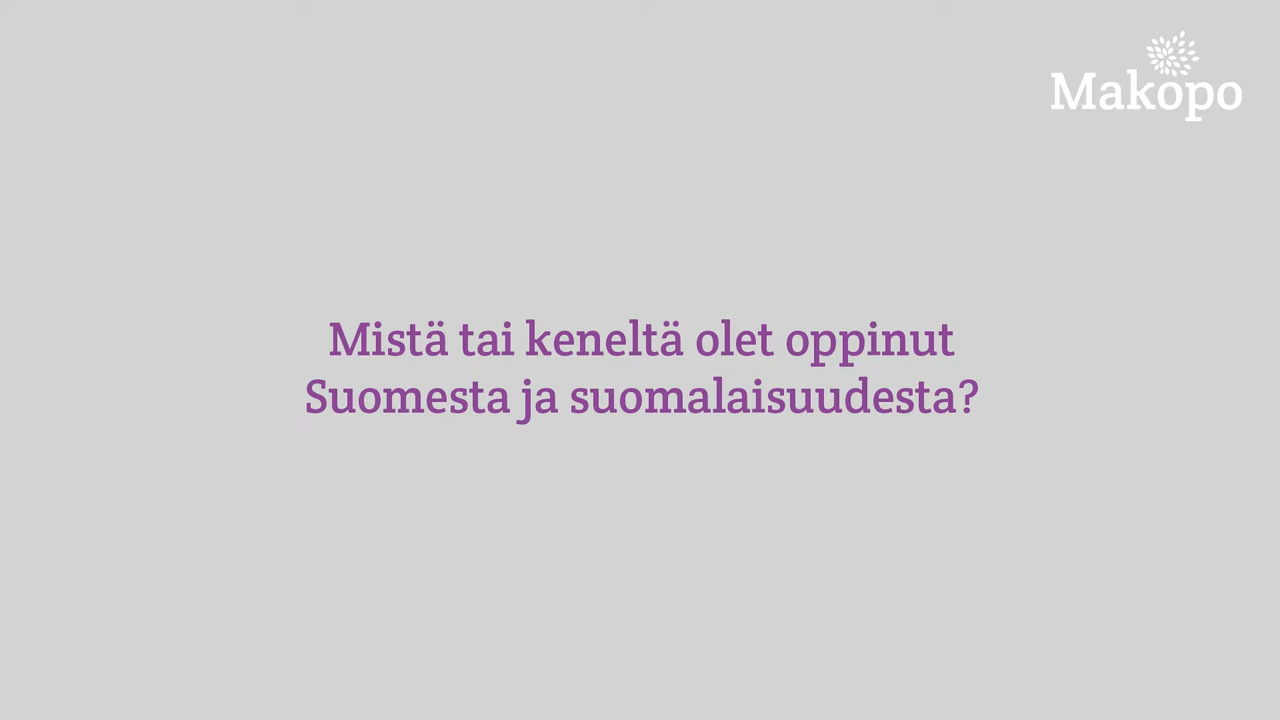 Makopo
Mistä tai keneltä olet oppinut
Suomesta ja suomalaisuudesta?